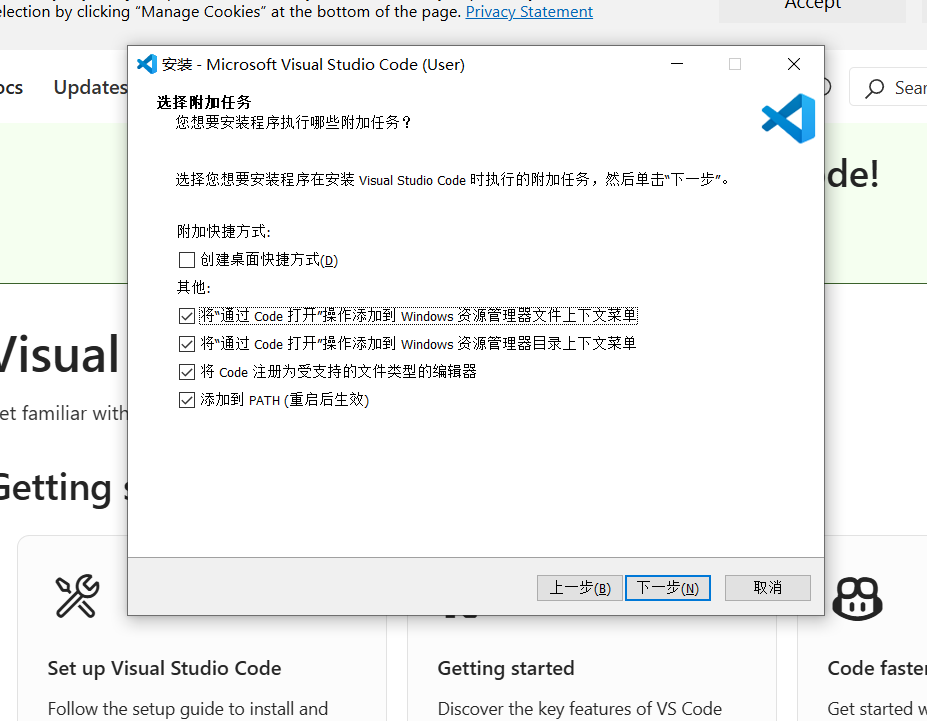 election by clicking “Manage Cookies” at the bottom of the page. Privacy Statement
Accept
ocs Updates
Sear
安装 - Microsoft Visual Studio Code (User)
选择附加任务
您想要安装程序执行哪些附加任务？
ode!
选择您想要安装程序在安装 Visual Studio Code 时执行的附加任务，然后单击“下一步”。
附加快捷方式:
创建桌面快捷方式(D)
其他:
将“通过 Code 打开”操作添加到 Windows 资源管理器文件上下文菜单
将“通过 Code 打开”操作添加到 Windows 资源管理器目录上下文菜单
将 Code 注册为受支持的文件类型的编辑器
添加到 PATH (重启后生效)
Visual
et familiar with
Getting s
上一步(B) 下一步(N) 取消
Set up Visual Studio Code
Follow the setup guide to install and
Getting started
Discover the key features of VS Code
Code faster
Get started w